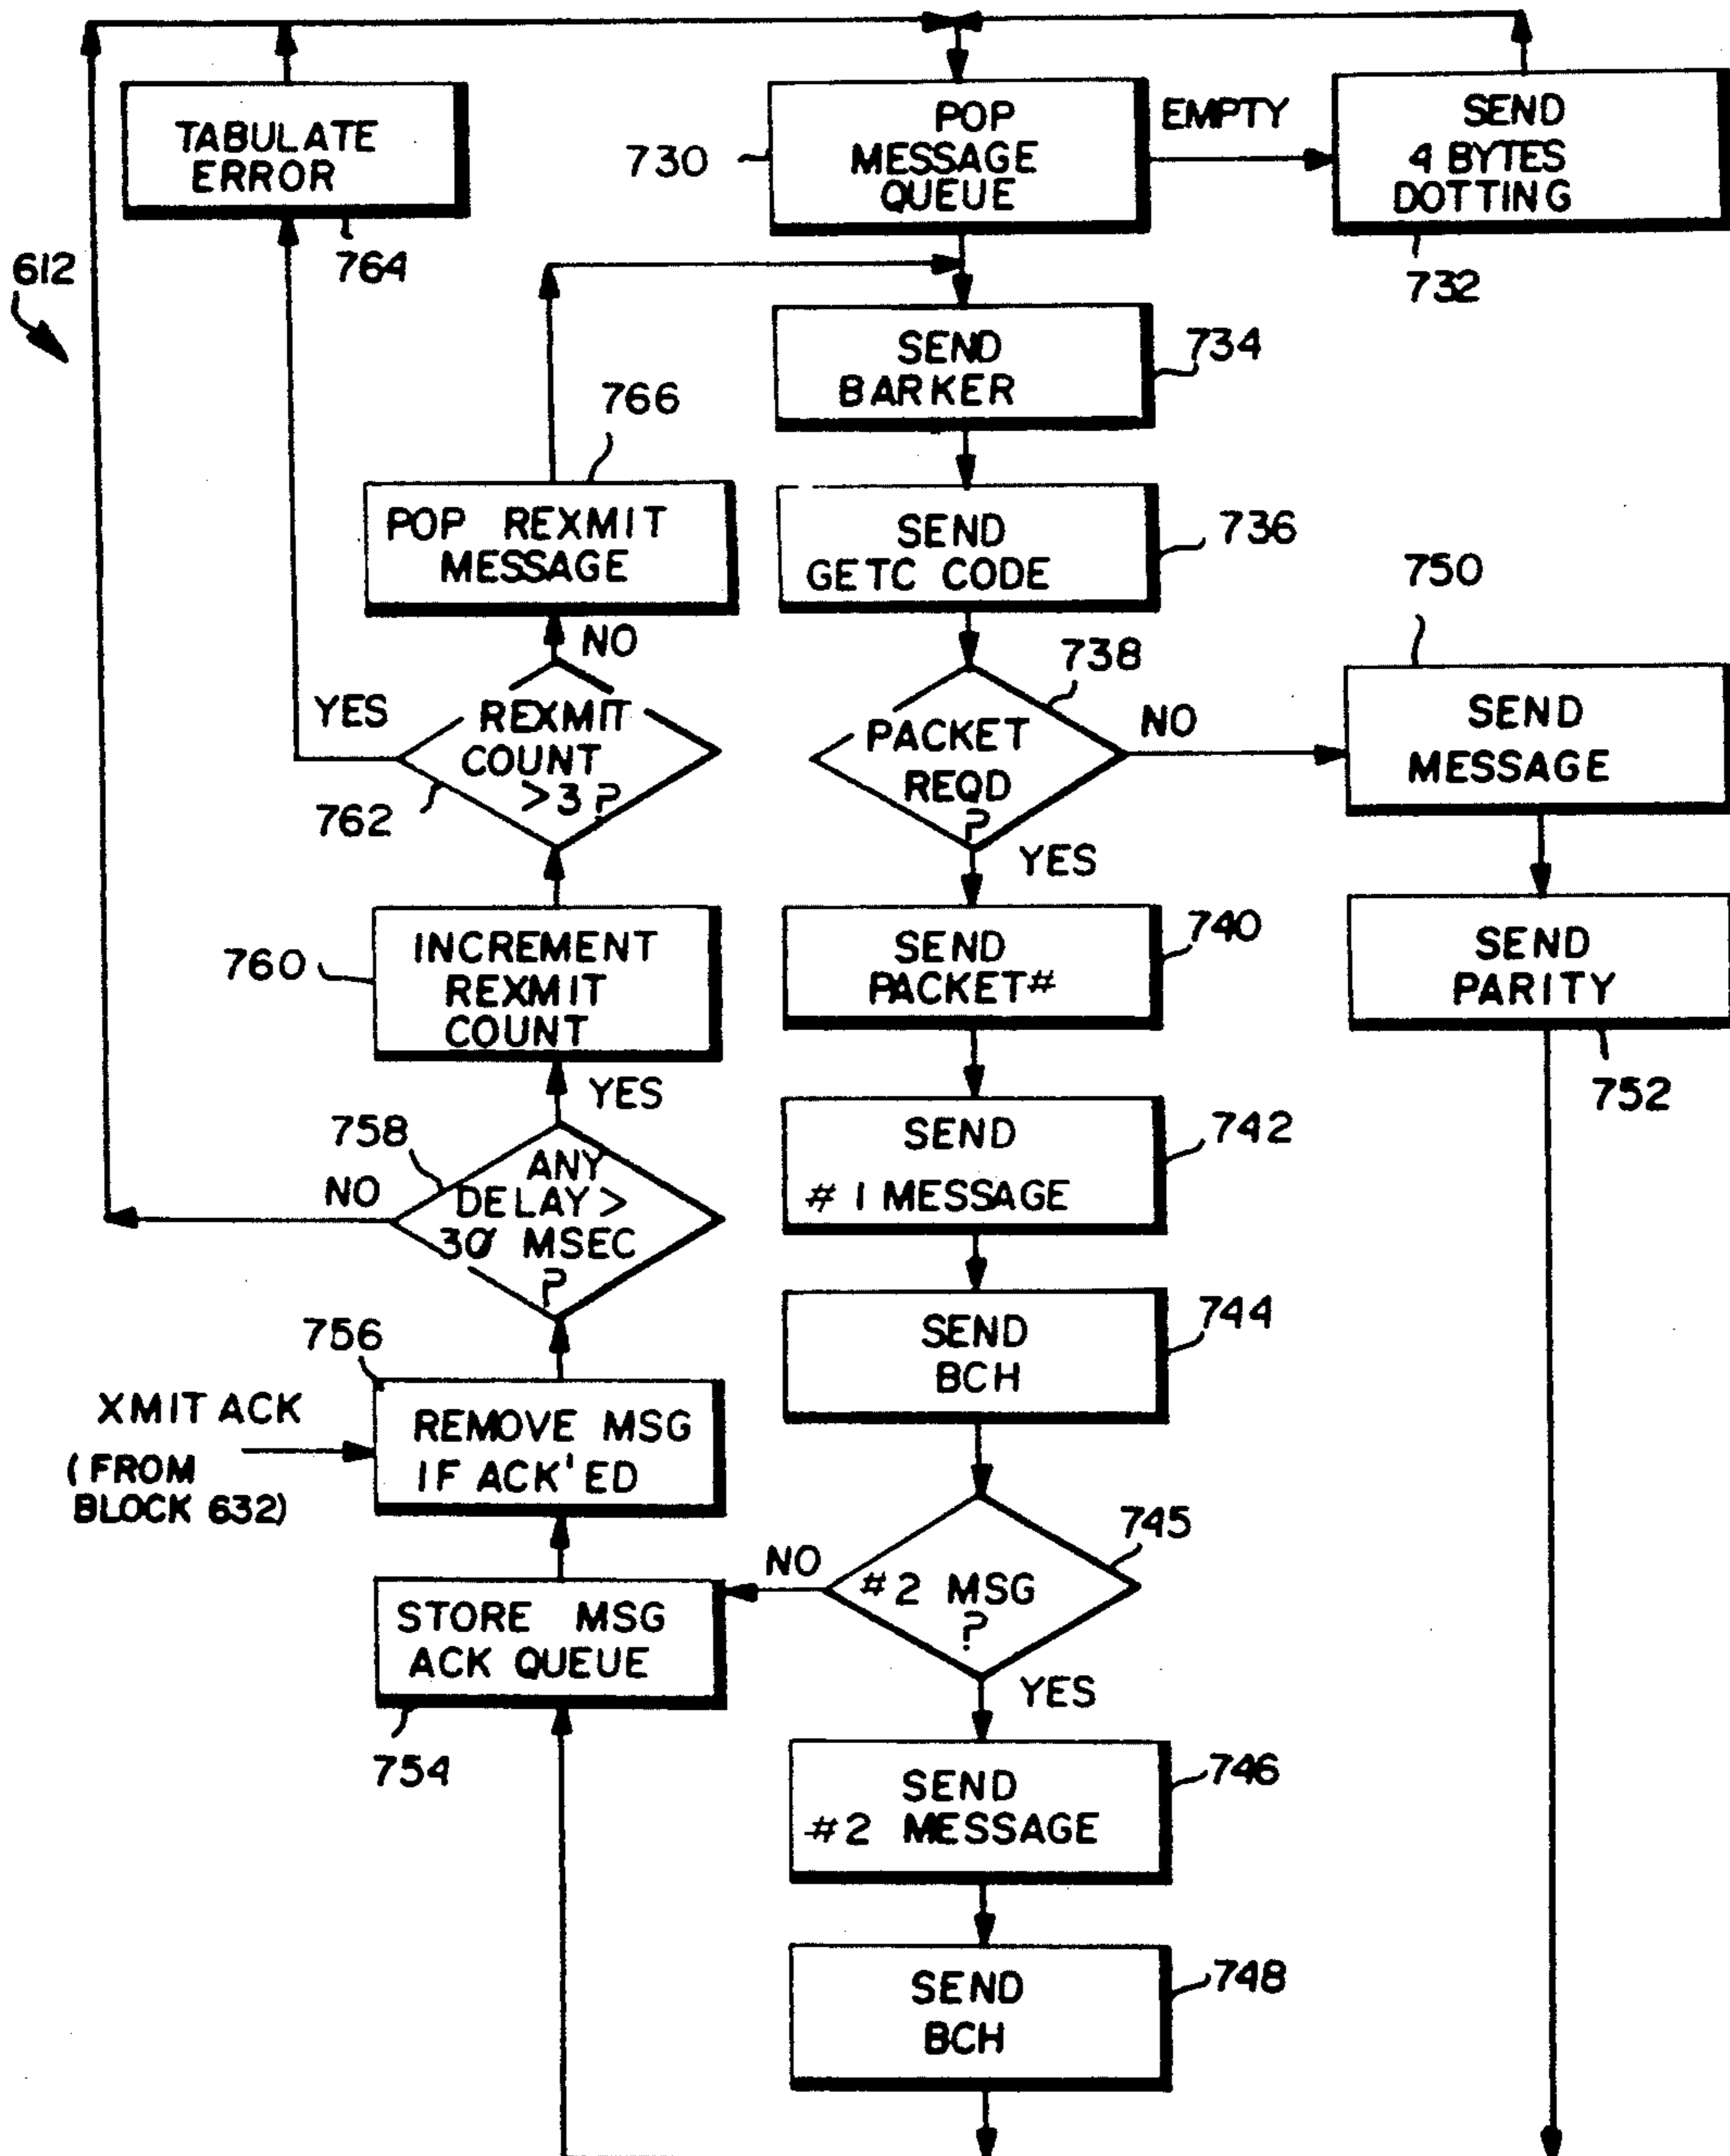 612
TABULATE
ERROR
764
730
POP
MESSAGE
QUEUE
EMPTY
SEND
4 BYTES
DOTTING
732
SEND
BARKER
734
766
POP REXMIT
MESSAGE
SEND
GETC CODE
736
NO
YES
REXMIT
COUNT
>3 ?
762
738
PACKET
REQD
?
NO
YES
750
SEND
MESSAGE
760
INCREMENT
REXMIT
COUNT
SEND
PACKET#
740
SEND
PARITY
752
YES
758
NO
ANY
DELAY >
30 MSEC
?
SEND
# 1 MESSAGE
742
SEND
BCH
744
756
XMIT ACK
(FROM
BLOCK 632)
REMOVE MSG
IF ACK'ED
745
NO
#2 MSG
?
YES
STORE MSG
ACK QUEUE
754
SEND
#2 MESSAGE
746
SEND
BCH
748